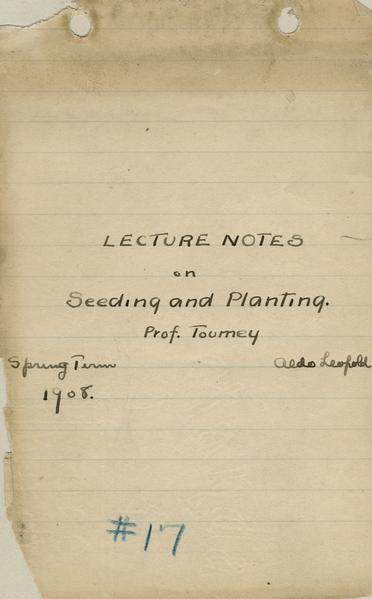 LECTURE NOTES
on
Seeding and Planting.
Prof. Toumey
Spring Term
Aldo Leopold
1908.
#17